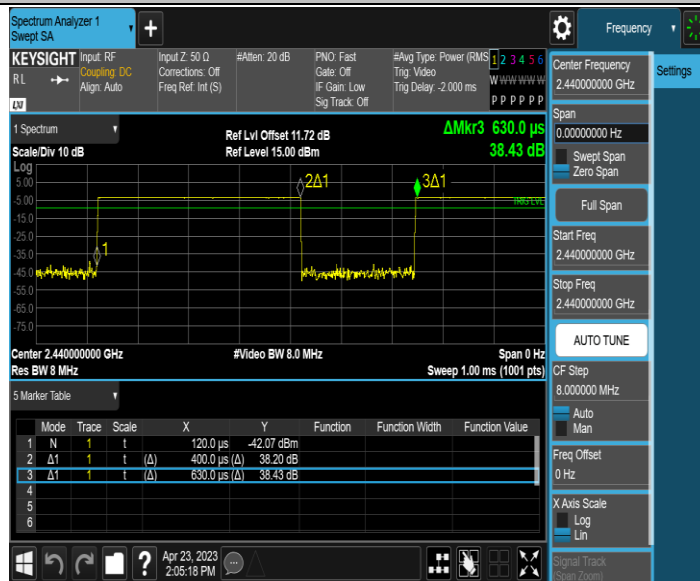 Spectrum Analyzer 1
Swept SA
+
Frequency
KEYSIGHT
Input: RF
Coupling: DC
Align: Auto
Input Z: 50 Ω
Corrections: Off
Freq Ref: Int (S)
#Atten: 20 dB
PNO: Fast
Gate: Off
IF Gain: Low
Sig Track: Off
#Avg Type: Power (RMS
Trig: Video
Trig Delay: -2.000 ms
1 2 3 4 5 6
W W W W W W
P P P P P P
R L
LXI
1 Spectrum
Scale/Div 10 dB
Ref Lvl Offset 11.72 dB
Ref Level 15.00 dBm
ΔMkr3 630.0 µs
38.43 dB
Log
5.00
-5.00
-15.0
-25.0
-35.0
-45.0
-55.0
-65.0
-75.0
2Δ1
3Δ1
TRIG LVL
1
Center 2.440000000 GHz
#Video BW 8.0 MHz
Span 0 Hz
Res BW 8 MHz
Sweep 1.00 ms (1001 pts)
5 Marker Table
Mode Trace Scale X Y Function Function Width Function Value
1 N 1 t 120.0 µs -42.07 dBm
2 Δ1 1 t (Δ) 400.0 µs (Δ) 38.20 dB
3 Δ1 1 t (Δ) 630.0 µs (Δ) 38.43 dB
4
5
6
?
Apr 23, 2023
2:05:18 PM
Center Frequency
2.440000000 GHz
Settings
Span
0.00000000 Hz
Swept Span
Zero Span
Full Span
Start Freq
2.440000000 GHz
Stop Freq
2.440000000 GHz
AUTO TUNE
CF Step
8.000000 MHz
Auto
Man
Freq Offset
0 Hz
X Axis Scale
Log
Lin
Signal Track
(Span Zoom)